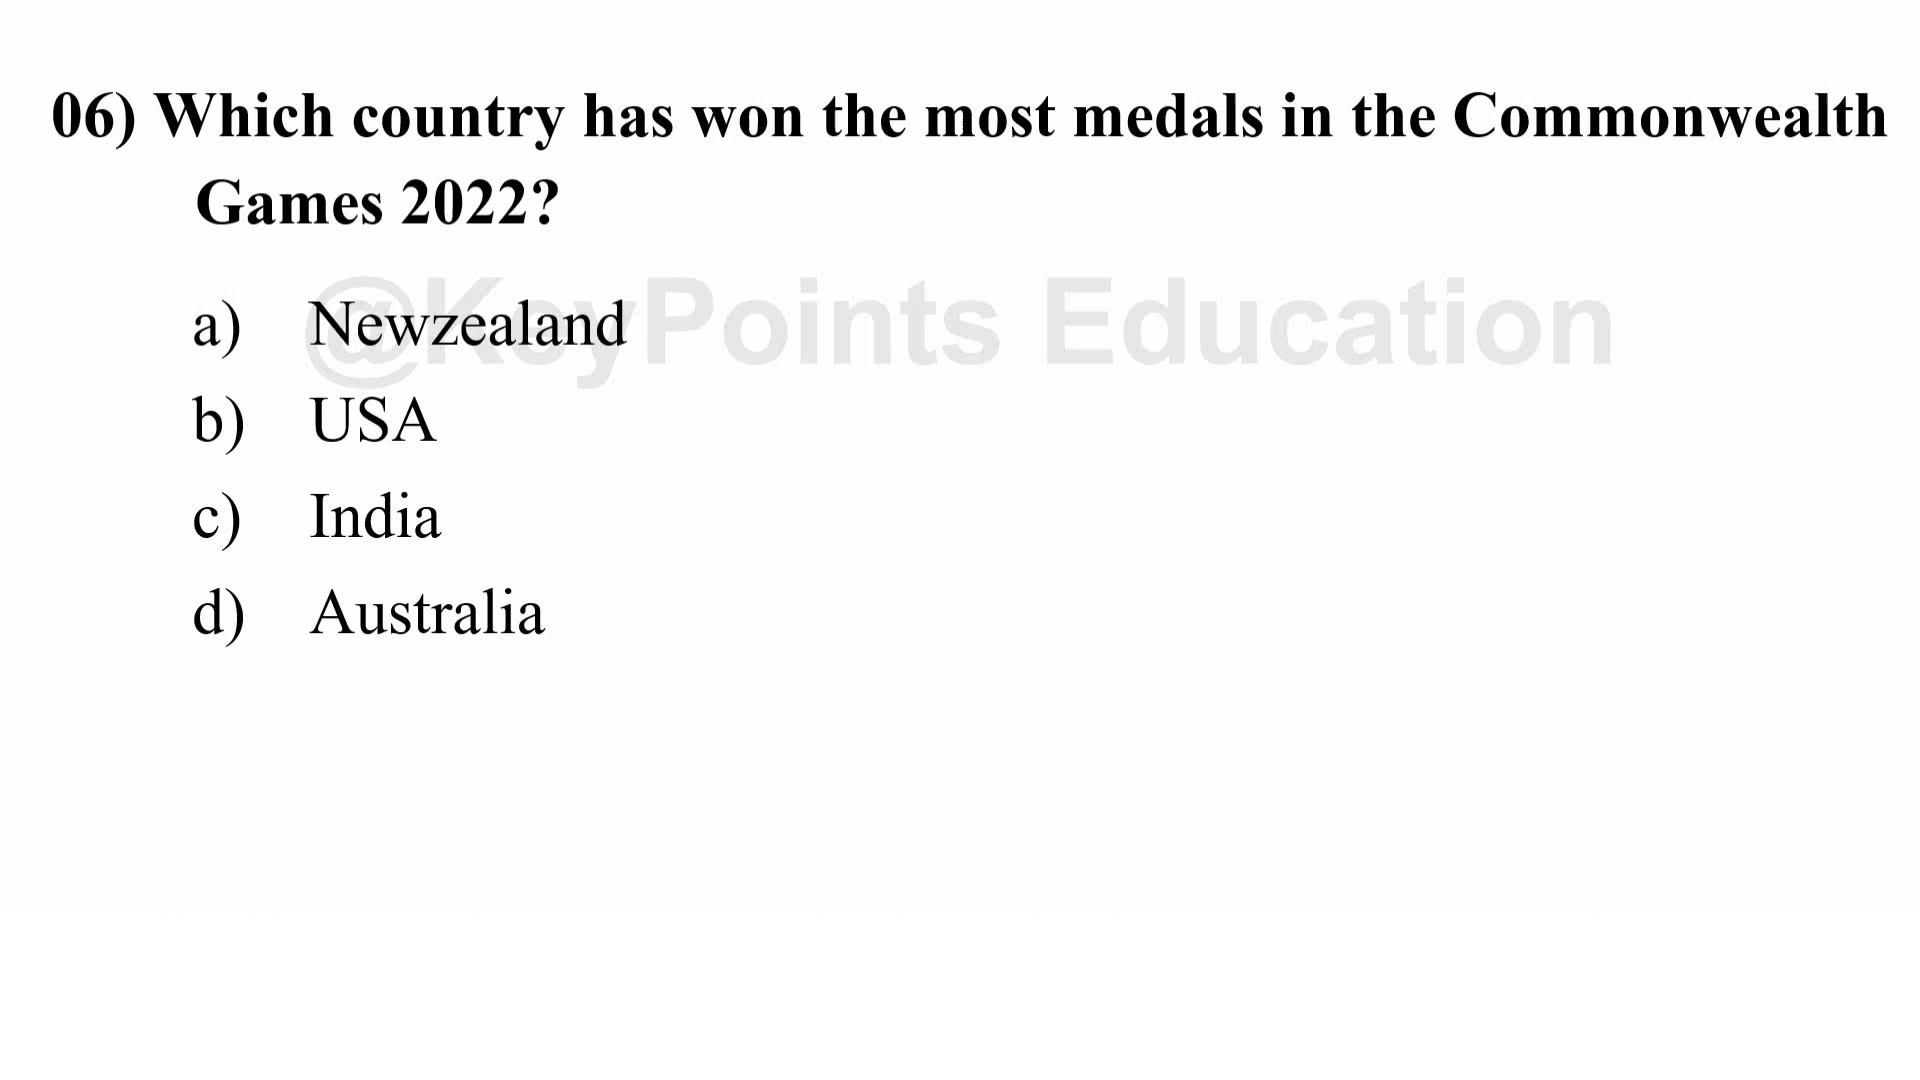 06) Which country has won the most medals in the Commonwealth
Games 2022?
@KeyPoints Education
a) Newzealand
b) USA
c) India
d) Australia